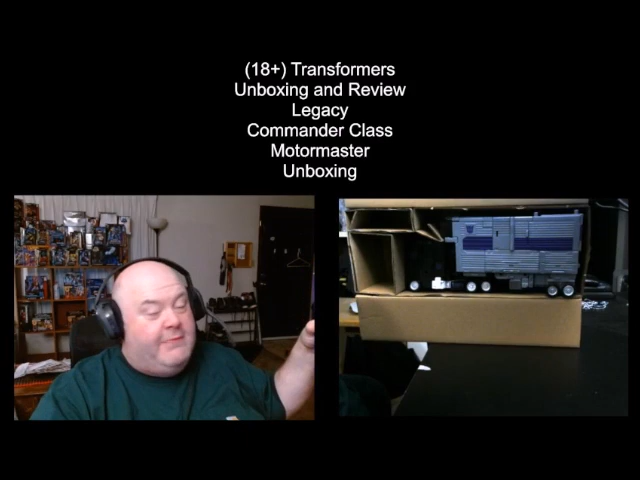 (18+) Transformers
Unboxing and Review
Legacy
Commander Class
Motormaster
Unboxing